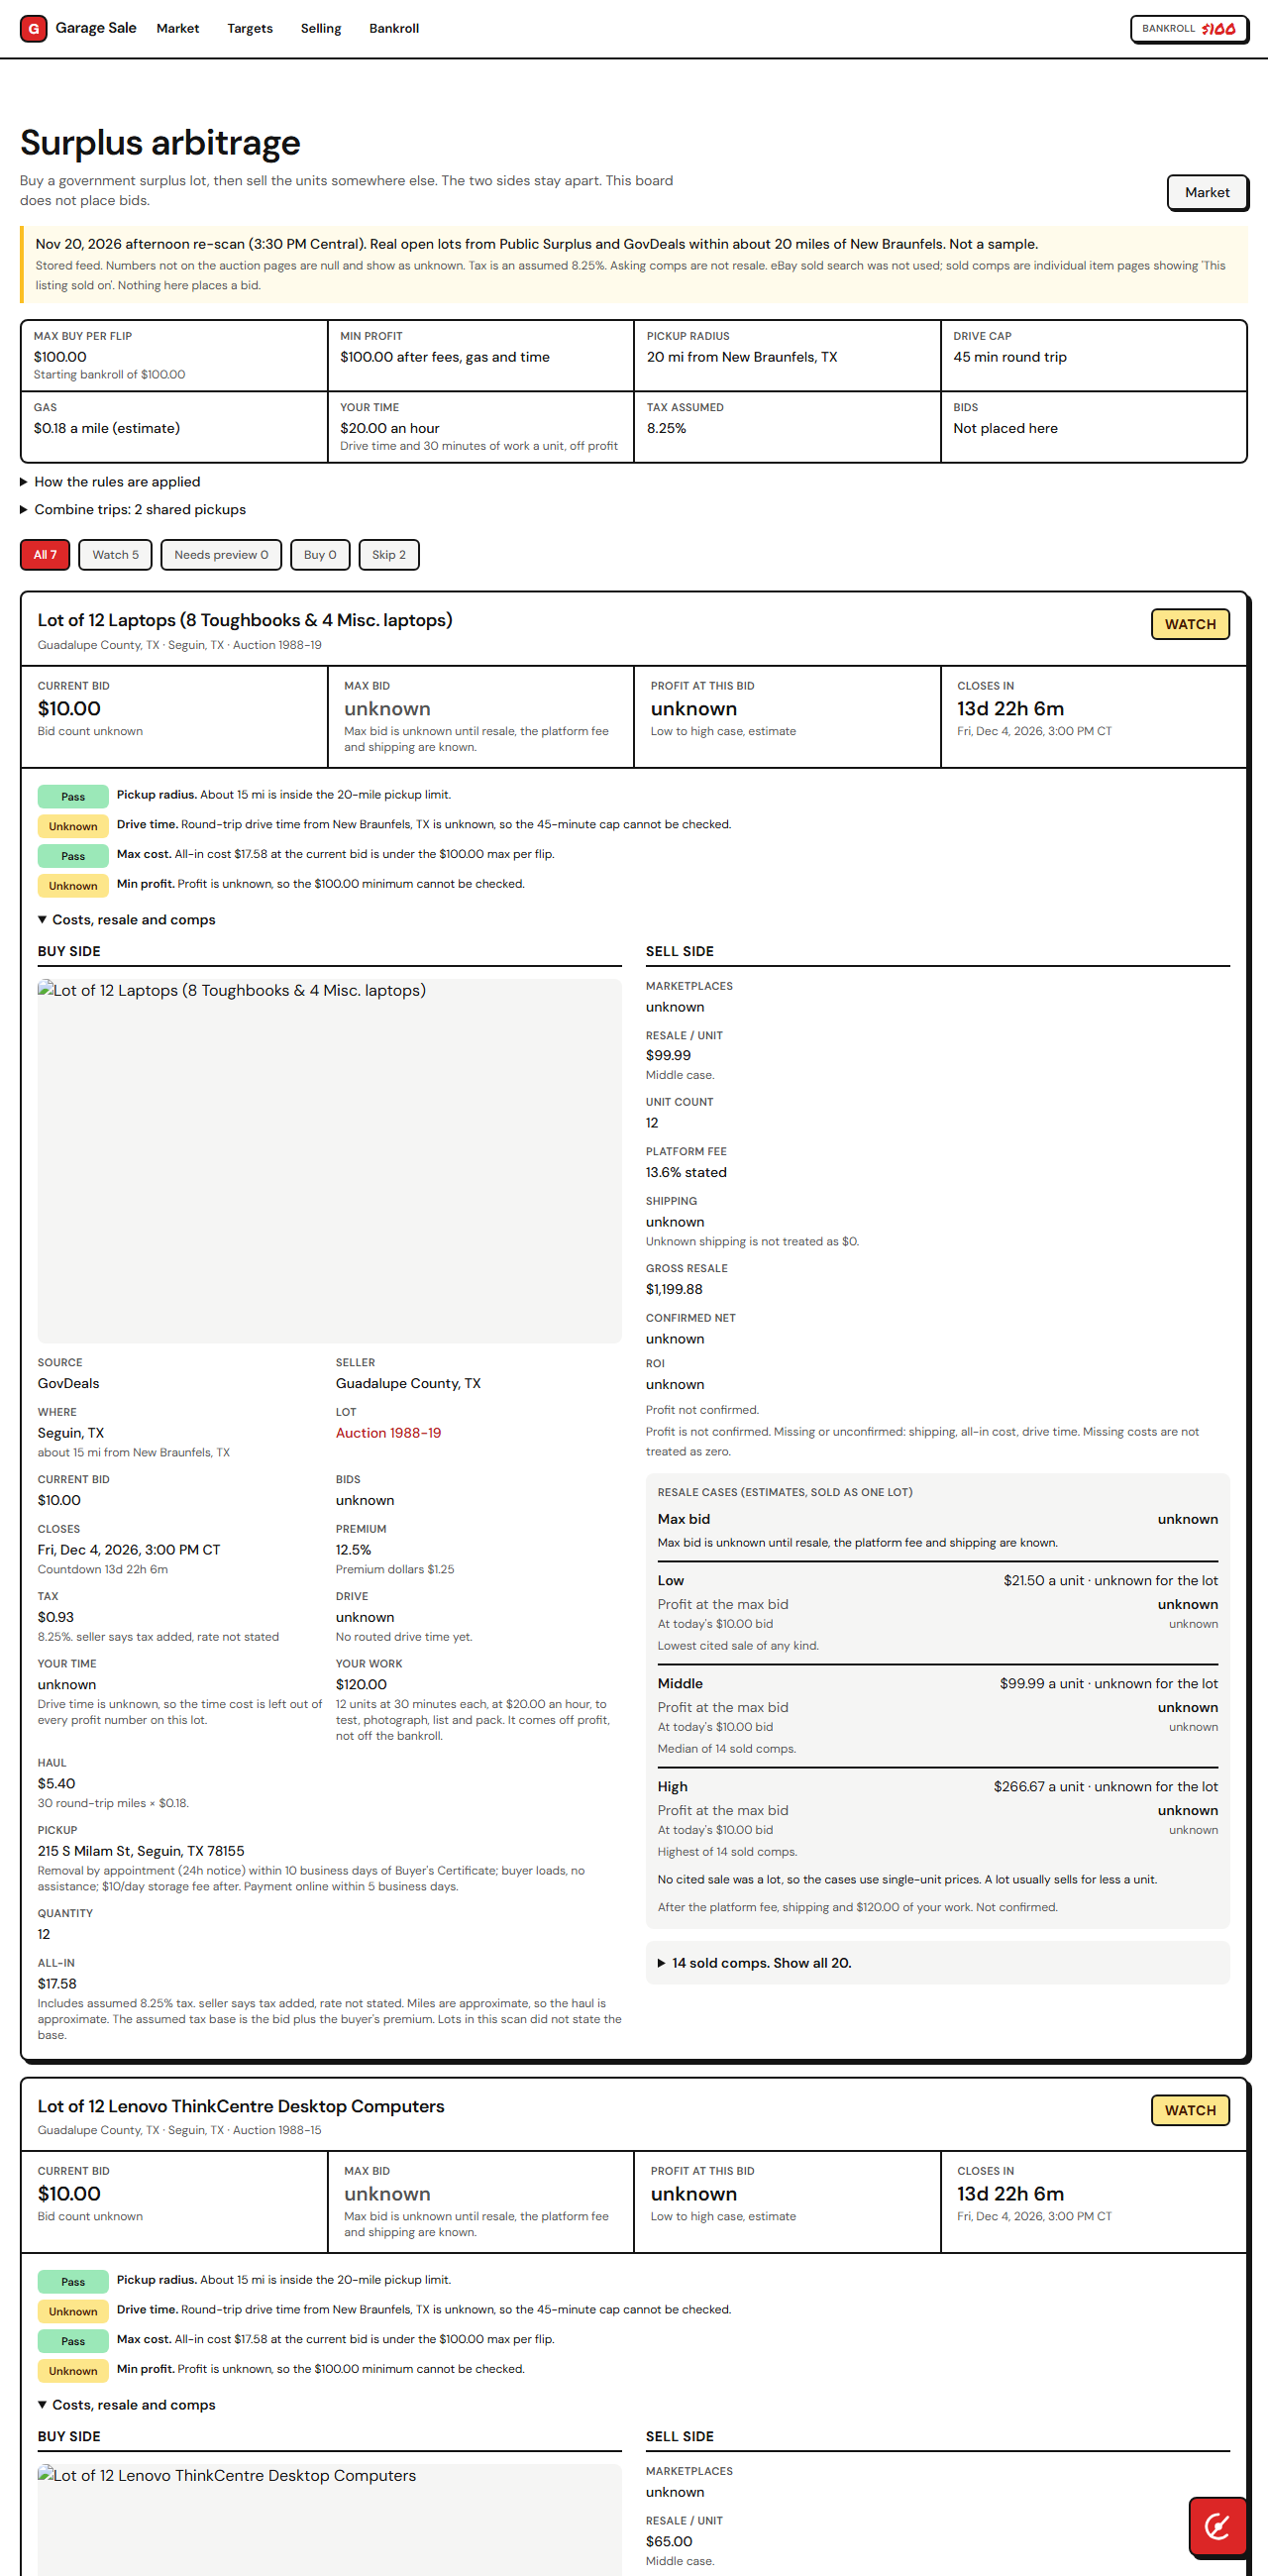 G Garage Sale Market Targets Selling Bankroll BANKROLL $100
Surplus arbitrage
Buy a government surplus lot, then sell the units somewhere else. The two sides stay apart. This board
does not place bids.
Market
Nov 20, 2026 afternoon re-scan (3:30 PM Central). Real open lots from Public Surplus and GovDeals within about 20 miles of New Braunfels. Not a sample.
Stored feed. Numbers not on the auction pages are null and show as unknown. Tax is an assumed 8.25%. Asking comps are not resale. eBay sold search was not used; sold comps are individual item pages showing 'This
listing sold on'. Nothing here places a bid.
MAX BUY PER FLIP
$100.00
Starting bankroll of $100.00
MIN PROFIT
$100.00 after fees, gas and time
PICKUP RADIUS
20 mi from New Braunfels, TX
DRIVE CAP
45 min round trip
GAS
$0.18 a mile (estimate)
YOUR TIME
$20.00 an hour
Drive time and 30 minutes of work a unit, off profit
TAX ASSUMED
8.25%
BIDS
Not placed here
How the rules are applied
Combine trips: 2 shared pickups
All 7 Watch 5 Needs preview 0 Buy 0 Skip 2
Lot of 12 Laptops (8 Toughbooks & 4 Misc. laptops)
Guadalupe County, TX · Seguin, TX · Auction 1988-19
WATCH
CURRENT BID
$10.00
Bid count unknown
MAX BID
unknown
Max bid is unknown until resale, the platform fee
and shipping are known.
PROFIT AT THIS BID
unknown
Low to high case, estimate
CLOSES IN
13d 22h 6m
Fri, Dec 4, 2026, 3:00 PM CT
Pass Pickup radius. About 15 mi is inside the 20-mile pickup limit.
Unknown Drive time. Round-trip drive time from New Braunfels, TX is unknown, so the 45-minute cap cannot be checked.
Pass Max cost. All-in cost $17.58 at the current bid is under the $100.00 max per flip.
Unknown Min profit. Profit is unknown, so the $100.00 minimum cannot be checked.
Costs, resale and comps
BUY SIDE
Lot of 12 Laptops (8 Toughbooks & 4 Misc. laptops)
SOURCE
GovDeals
SELLER
Guadalupe County, TX
WHERE
Seguin, TX
about 15 mi from New Braunfels, TX
LOT
Auction 1988-19
CURRENT BID
$10.00
BIDS
unknown
CLOSES
Fri, Dec 4, 2026, 3:00 PM CT
Countdown 13d 22h 6m
PREMIUM
12.5%
Premium dollars $1.25
TAX
$0.93
8.25%. seller says tax added, rate not stated
DRIVE
unknown
No routed drive time yet.
YOUR TIME
unknown
Drive time is unknown, so the time cost is left out of
every profit number on this lot.
YOUR WORK
$120.00
12 units at 30 minutes each, at $20.00 an hour, to
test, photograph, list and pack. It comes off profit,
not off the bankroll.
HAUL
$5.40
30 round-trip miles × $0.18.
PICKUP
215 S Milam St, Seguin, TX 78155
Removal by appointment (24h notice) within 10 business days of Buyer's Certificate; buyer loads, no
assistance; $10/day storage fee after. Payment online within 5 business days.
QUANTITY
12
ALL-IN
$17.58
Includes assumed 8.25% tax. seller says tax added, rate not stated. Miles are approximate, so the haul is
approximate. The assumed tax base is the bid plus the buyer's premium. Lots in this scan did not state the
base.
SELL SIDE
MARKETPLACES
unknown
RESALE / UNIT
$99.99
Middle case.
UNIT COUNT
12
PLATFORM FEE
13.6% stated
SHIPPING
unknown
Unknown shipping is not treated as $0.
GROSS RESALE
$1,199.88
CONFIRMED NET
unknown
ROI
unknown
Profit not confirmed.
Profit is not confirmed. Missing or unconfirmed: shipping, all-in cost, drive time. Missing costs are not
treated as zero.
RESALE CASES (ESTIMATES, SOLD AS ONE LOT)
Max bid unknown
Max bid is unknown until resale, the platform fee and shipping are known.
Low $21.50 a unit · unknown for the lot
Profit at the max bid unknown
At today's $10.00 bid unknown
Lowest cited sale of any kind.
Middle $99.99 a unit · unknown for the lot
Profit at the max bid unknown
At today's $10.00 bid unknown
Median of 14 sold comps.
High $266.67 a unit · unknown for the lot
Profit at the max bid unknown
At today's $10.00 bid unknown
Highest of 14 sold comps.
No cited sale was a lot, so the cases use single-unit prices. A lot usually sells for less a unit.
After the platform fee, shipping and $120.00 of your work. Not confirmed.
14 sold comps. Show all 20.
Lot of 12 Lenovo ThinkCentre Desktop Computers
Guadalupe County, TX · Seguin, TX · Auction 1988-15
WATCH
CURRENT BID
$10.00
Bid count unknown
MAX BID
unknown
Max bid is unknown until resale, the platform fee
and shipping are known.
PROFIT AT THIS BID
unknown
Low to high case, estimate
CLOSES IN
13d 22h 6m
Fri, Dec 4, 2026, 3:00 PM CT
Pass Pickup radius. About 15 mi is inside the 20-mile pickup limit.
Unknown Drive time. Round-trip drive time from New Braunfels, TX is unknown, so the 45-minute cap cannot be checked.
Pass Max cost. All-in cost $17.58 at the current bid is under the $100.00 max per flip.
Unknown Min profit. Profit is unknown, so the $100.00 minimum cannot be checked.
Costs, resale and comps
BUY SIDE
Lot of 12 Lenovo ThinkCentre Desktop Computers
SELL SIDE
MARKETPLACES
unknown
RESALE / UNIT
$65.00
Middle case.